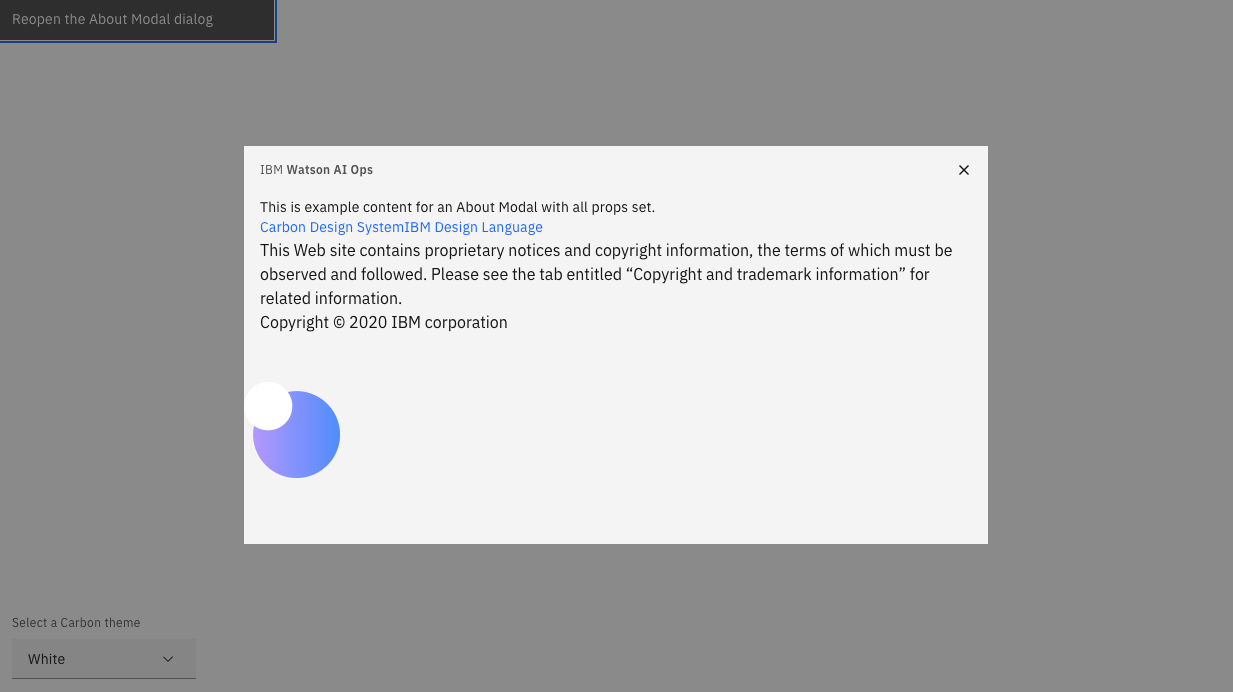 Reopen the About Modal dialog
IBM Watson AI Ops
This is example content for an About Modal with all props set.
Carbon Design SystemIBM Design Language
This Web site contains proprietary notices and copyright information, the terms of which must be
observed and followed. Please see the tab entitled “Copyright and trademark information” for
related information.
Copyright © 2020 IBM corporation
Select a Carbon theme
White